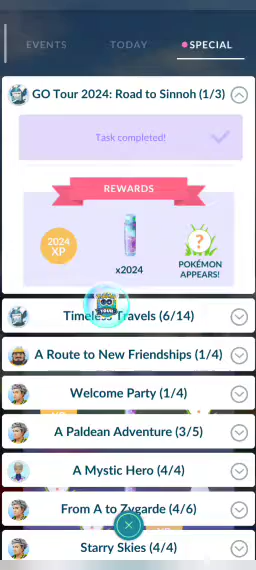 EVENTS
TODAY
SPECIAL
GO Tour 2024: Road to Sinnoh (1/3)
Task completed!
REWARDS
2024
XP
x2024
?
POKÉMON
APPEARS!
Timeless Travels (6/14)
A Route to New Friendships (1/4)
Welcome Party (1/4)
A Paldean Adventure (3/5)
A Mystic Hero (4/4)
From A to Zygarde (4/6)
Starry Skies (4/4)